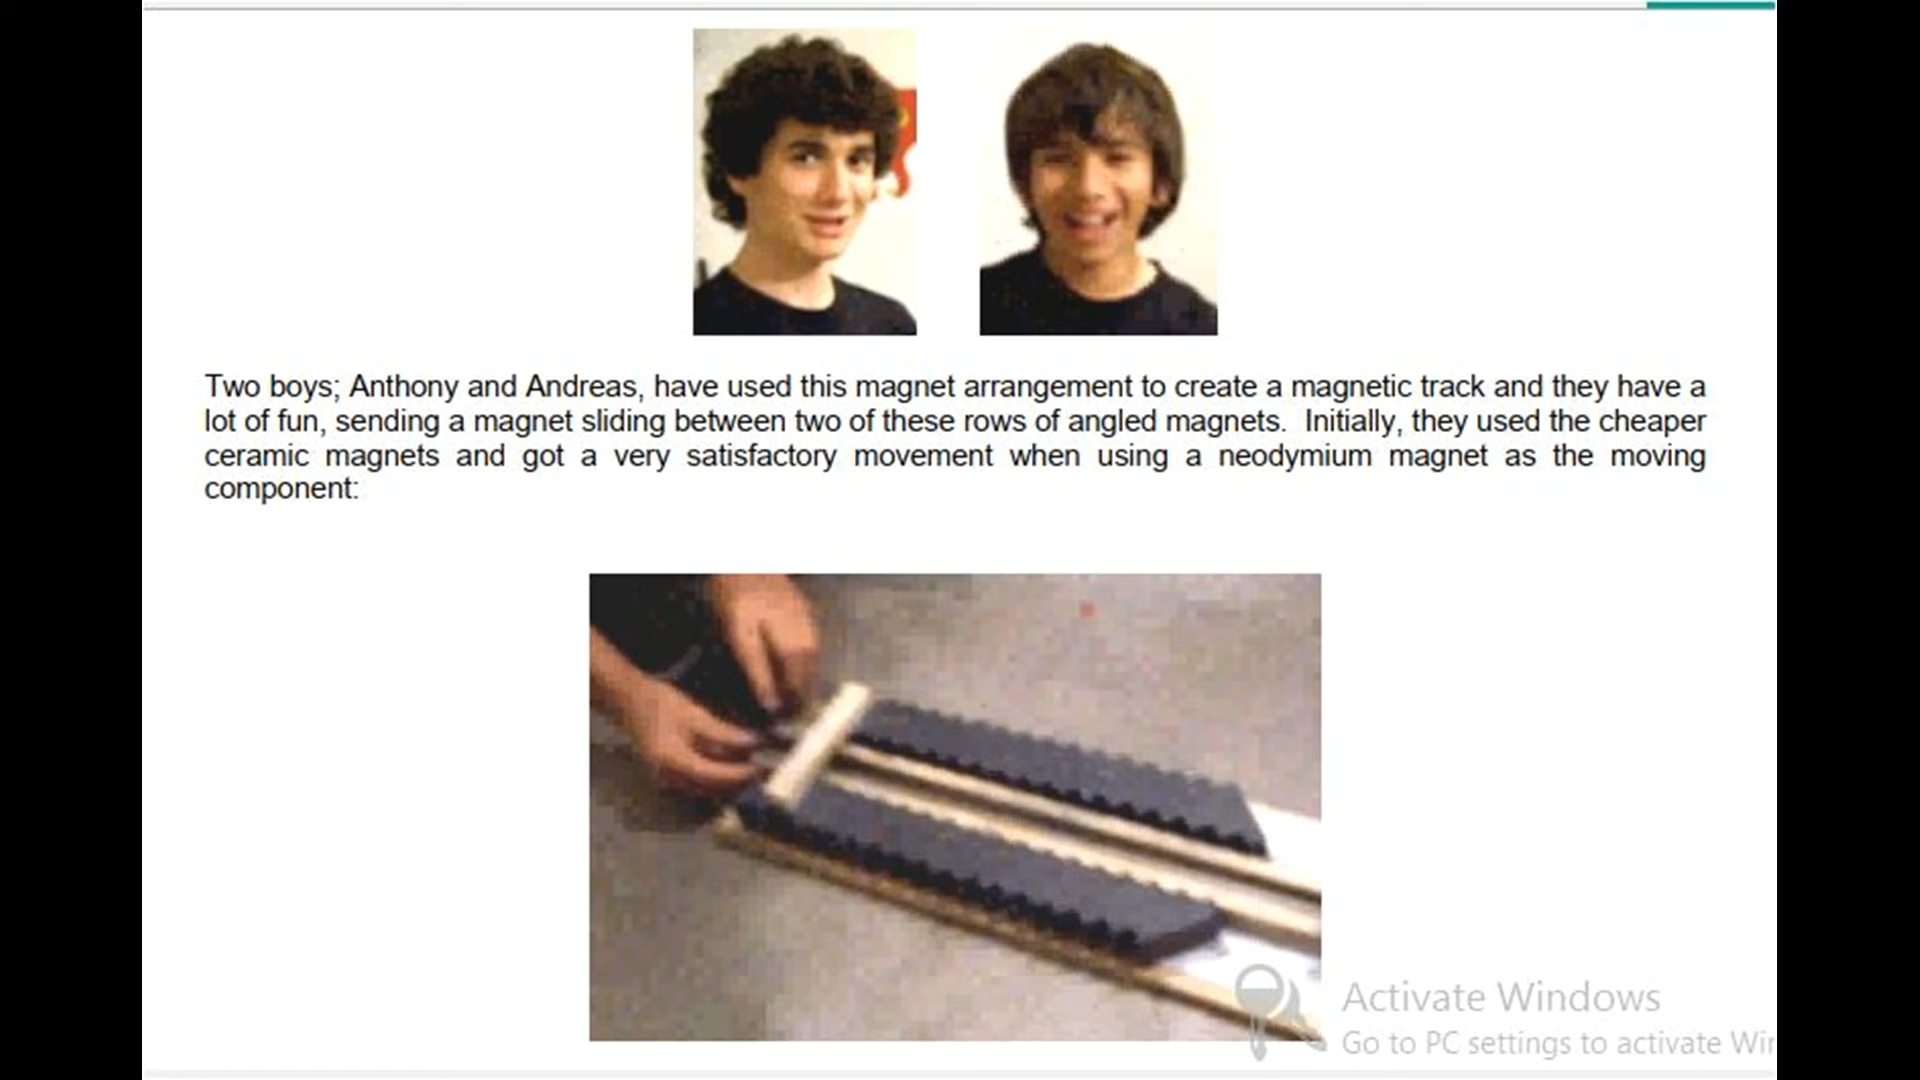 Two boys; Anthony and Andreas, have used this magnet arrangement to create a magnetic track and they have a
lot of fun, sending a magnet sliding between two of these rows of angled magnets. Initially, they used the cheaper
ceramic magnets and got a very satisfactory movement when using a neodymium magnet as the moving
component:
Activate Windows
Go to PC settings to activate Wir